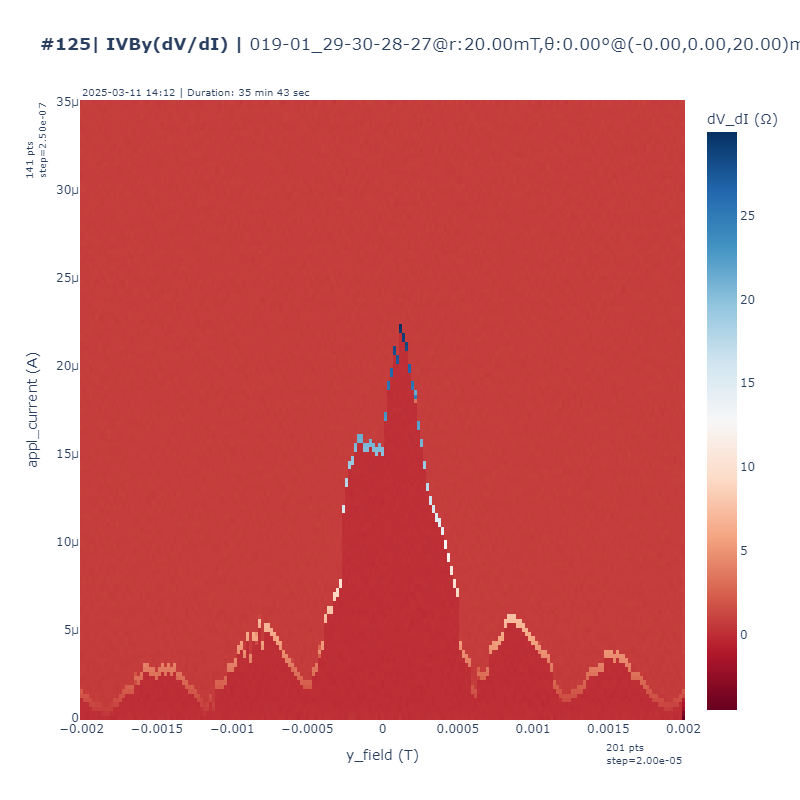 #125| IVBy(dV/dI) | 019-01_29-30-28-27@r:20.00mT,θ:0.00º@(-0.00,0.00,20.00)m
2025-03-11 14:12 | Duration: 35 min 43 sec
141 pts
step=2.50e-07
dV_dI (Ω)
35μ
30μ
25μ
20μ
15μ
10μ
5μ
0
appl_current (A)
25
20
15
10
5
0
−0.002
−0.0015
−0.001
−0.0005
0
0.0005
0.001
0.0015
0.002
y_field (T)
201 pts
step=2.00e-05